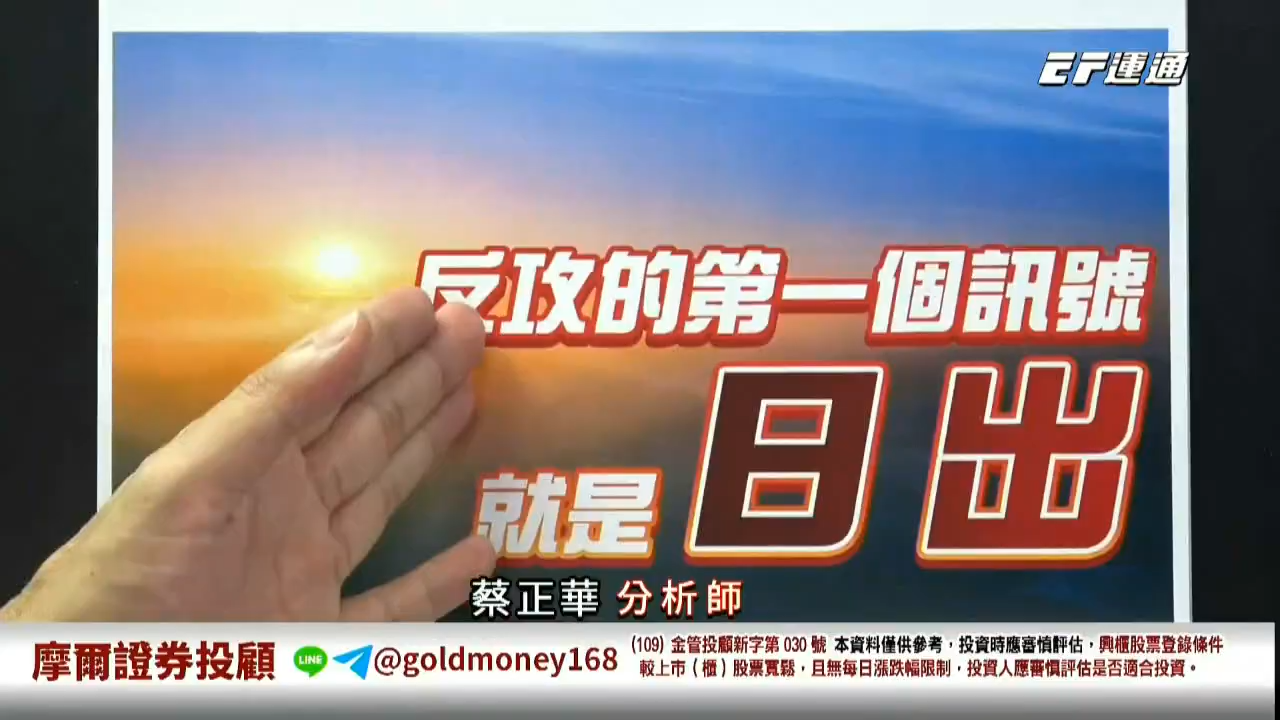 EF運通
反攻的第一個訊號
就是日出
蔡正華 分析師
摩爾證券投顧 LINE @goldmoney168
(109) 金管投顧新字第 030 號 本資料僅供參考，投資時應審慎評估，興櫃股票登錄條件
較上市（櫃）股票寬鬆，且無每日漲跌幅限制，投資人應審慎評估是否適合投資。